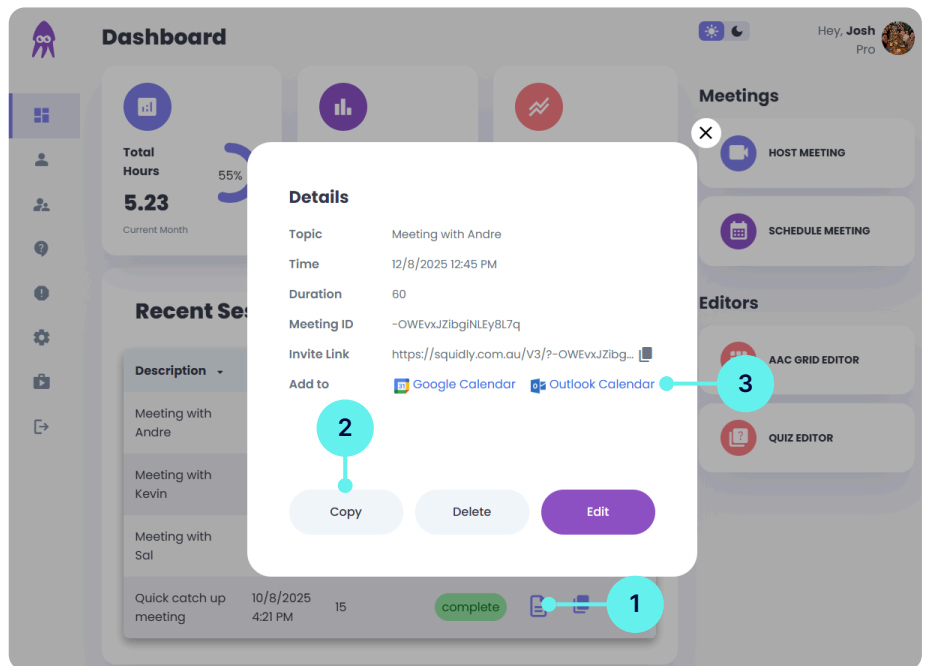 Dashboard
Hey, Josh
Pro
Total
Hours
55%
5.23
Current Month
Meetings
HOST MEETING
SCHEDULE MEETING
Editors
AAC GRID EDITOR
QUIZ EDITOR
Details
Topic Meeting with Andre
Time 12/8/2025 12:45 PM
Duration 60
Meeting ID -OWEvxJZibgiNLEy8L7q
Invite Link https://squidly.com.au/V3/?-OWEvxJZibg...
Add to Google Calendar Outlook Calendar
3
2
Copy Delete Edit
Recent Ses
Description
Meeting with
Andre
Meeting with
Kevin
Meeting with
Sal
Quick catch up
meeting
10/8/2025
4:21 PM
15
complete
1